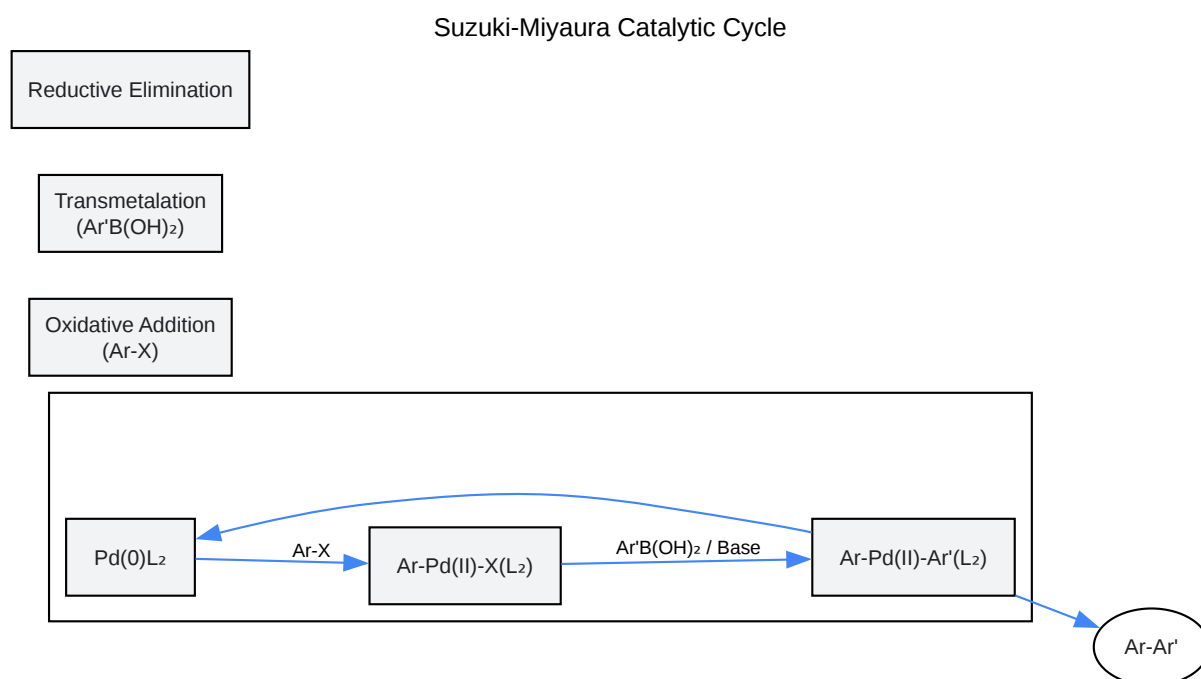 Suzuki-Miyaura Catalytic Cycle
Reductive Elimination
Transmetalation
(Ar'B(OH)₂)
Oxidative Addition
(Ar-X)
Pd(0)L₂
Ar-X
Ar-Pd(II)-X(L₂)
Ar'B(OH)₂ / Base
Ar-Pd(II)-Ar'(L₂)
Ar-Ar'